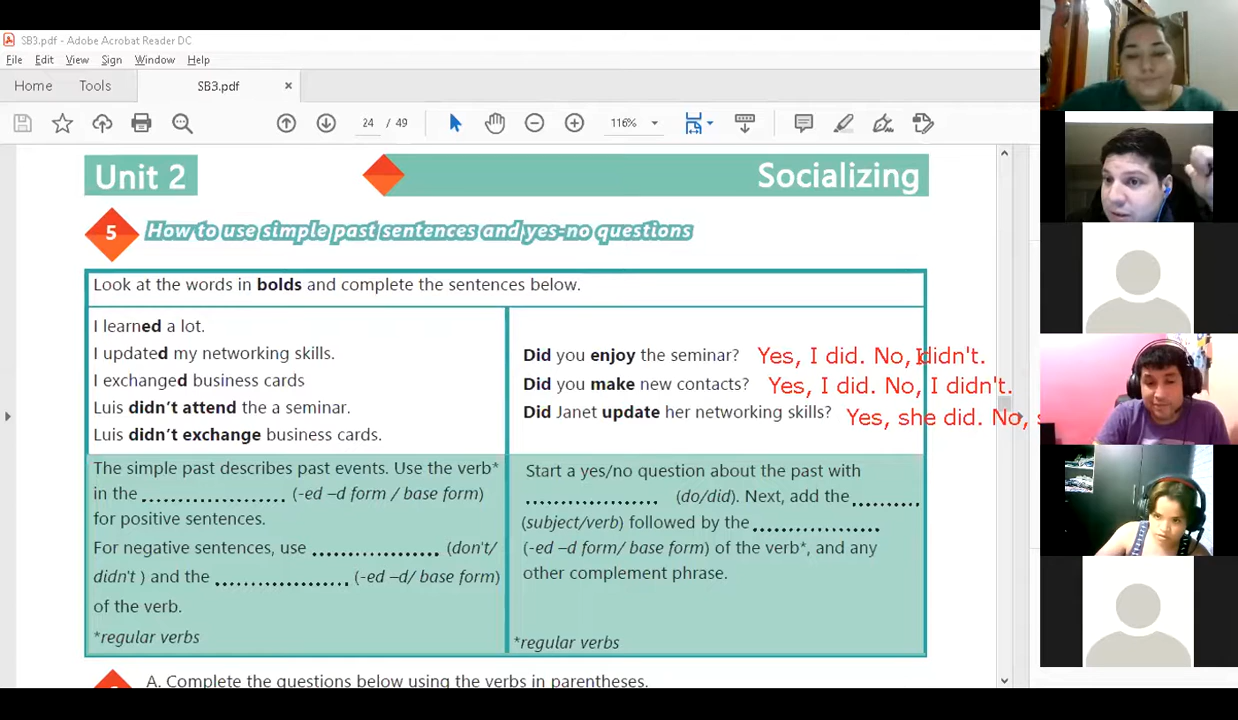 SB3.pdf - Adobe Acrobat Reader DC
File Edit View Sign Window Help
Home Tools SB3.pdf ×
24 / 49 116%
Unit 2 Socializing
5 How to use simple past sentences and yes-no questions
Look at the words in bolds and complete the sentences below.
I learned a lot.
I updated my networking skills.
I exchanged business cards
Luis didn't attend the a seminar.
Luis didn't exchange business cards.
Did you enjoy the seminar? Yes, I did. No, I didn't.
Did you make new contacts? Yes, I did. No, I didn't.
Did Janet update her networking skills? Yes, she did. No, s
The simple past describes past events. Use the verb*
in the ...................... (-ed –d form / base form)
for positive sentences.
For negative sentences, use .................... (don't/
didn't ) and the ..................... (-ed –d/ base form)
of the verb.
*regular verbs
Start a yes/no question about the past with
..................... (do/did). Next, add the ...........
(subject/verb) followed by the ....................
(-ed –d form/ base form) of the verb*, and any
other complement phrase.
*regular verbs
A. Complete the questions below using the verbs in parentheses.